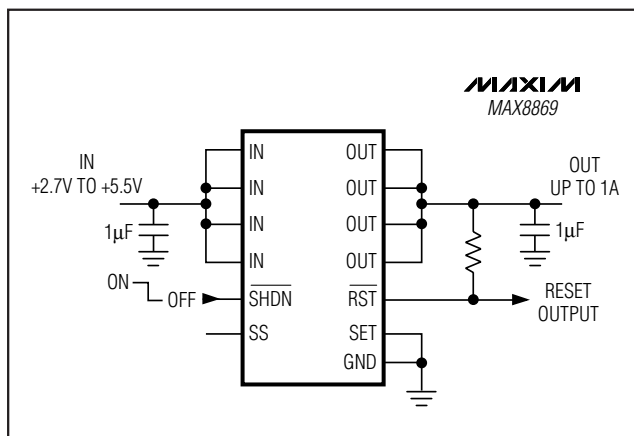 MAXIM
MAX8869
IN
+2.7V TO +5.5V
1µF
ON
OFF
IN
IN
IN
IN
SHDN
SS
OUT
OUT
OUT
OUT
RST
SET
GND
OUT
UP TO 1A
1µF
RESET
OUTPUT